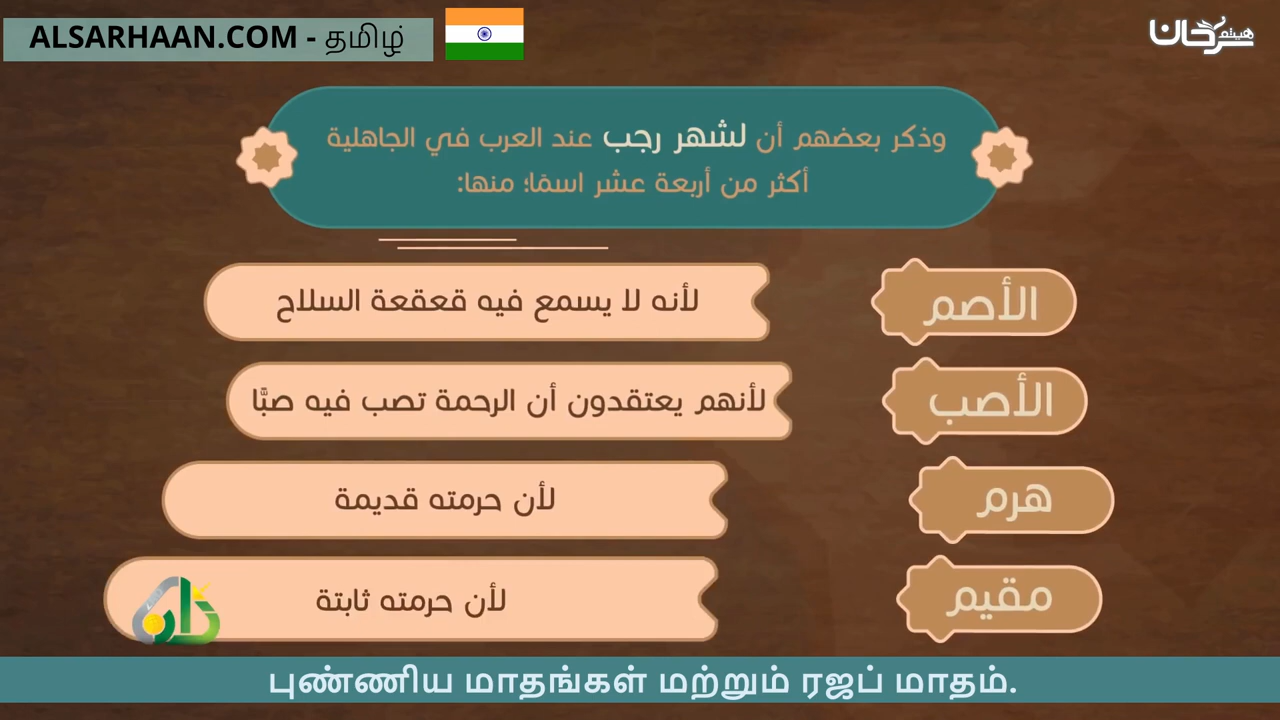 ALSARHAAN.COM - தமிழ்
هيثم سرحان
وذكر بعضهم أن لشهر رجب عند العرب في الجاهلية
أكثر من أربعة عشر اسمًا؛ منها:
الأصم
لأنه لا يسمع فيه قعقعة السلاح
الأصب
لأنهم يعتقدون أن الرحمة تصب فيه صبًّا
هرم
لأن حرمته قديمة
مقيم
لأن حرمته ثابتة
புண்ணிய மாதங்கள் மற்றும் ரஜப் மாதம்.